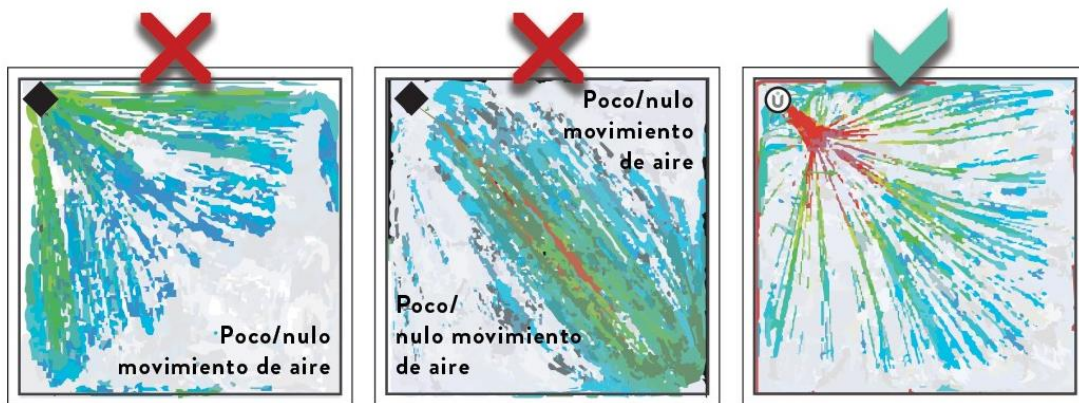 Poco/nulo
movimiento de aire
Poco/nulo
movimiento
de aire
Poco/
nulo movimiento
de aire
Û